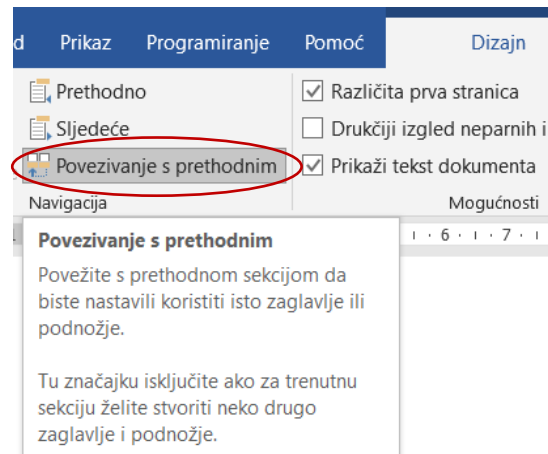 d Prikaz Programiranje Pomoć Dizajn
Prethodno
Sljedeće
Povezivanje s prethodnim
Navigacija
Različita prva stranica
Drukčiji izgled neparnih i
Prikaži tekst dokumenta
Mogućnosti
6 · ı · 7
Povezivanje s prethodnim
Povežite s prethodnom sekcijom da
biste nastavili koristiti isto zaglavlje ili
podnožje.
Tu značajku isključite ako za trenutnu
sekciju želite stvoriti neko drugo
zaglavlje i podnožje.